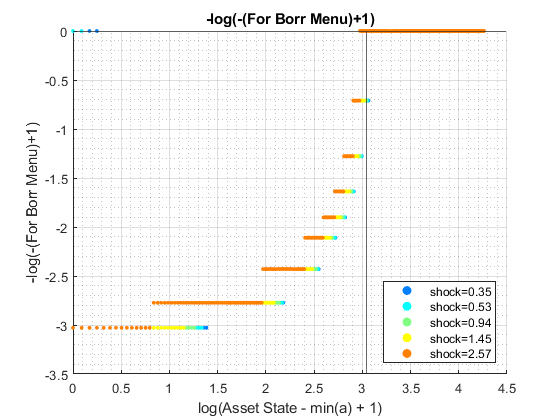 -log(-(For Borr Menu)+1)
0
-0.5
-1
-1.5
-2
-2.5
-3
-3.5
-log(-(For Borr Menu)+1)
0
0.5
1
1.5
2
2.5
3
3.5
4
4.5
log(Asset State - min(a) + 1)
shock=0.35
shock=0.53
shock=0.94
shock=1.45
shock=2.57